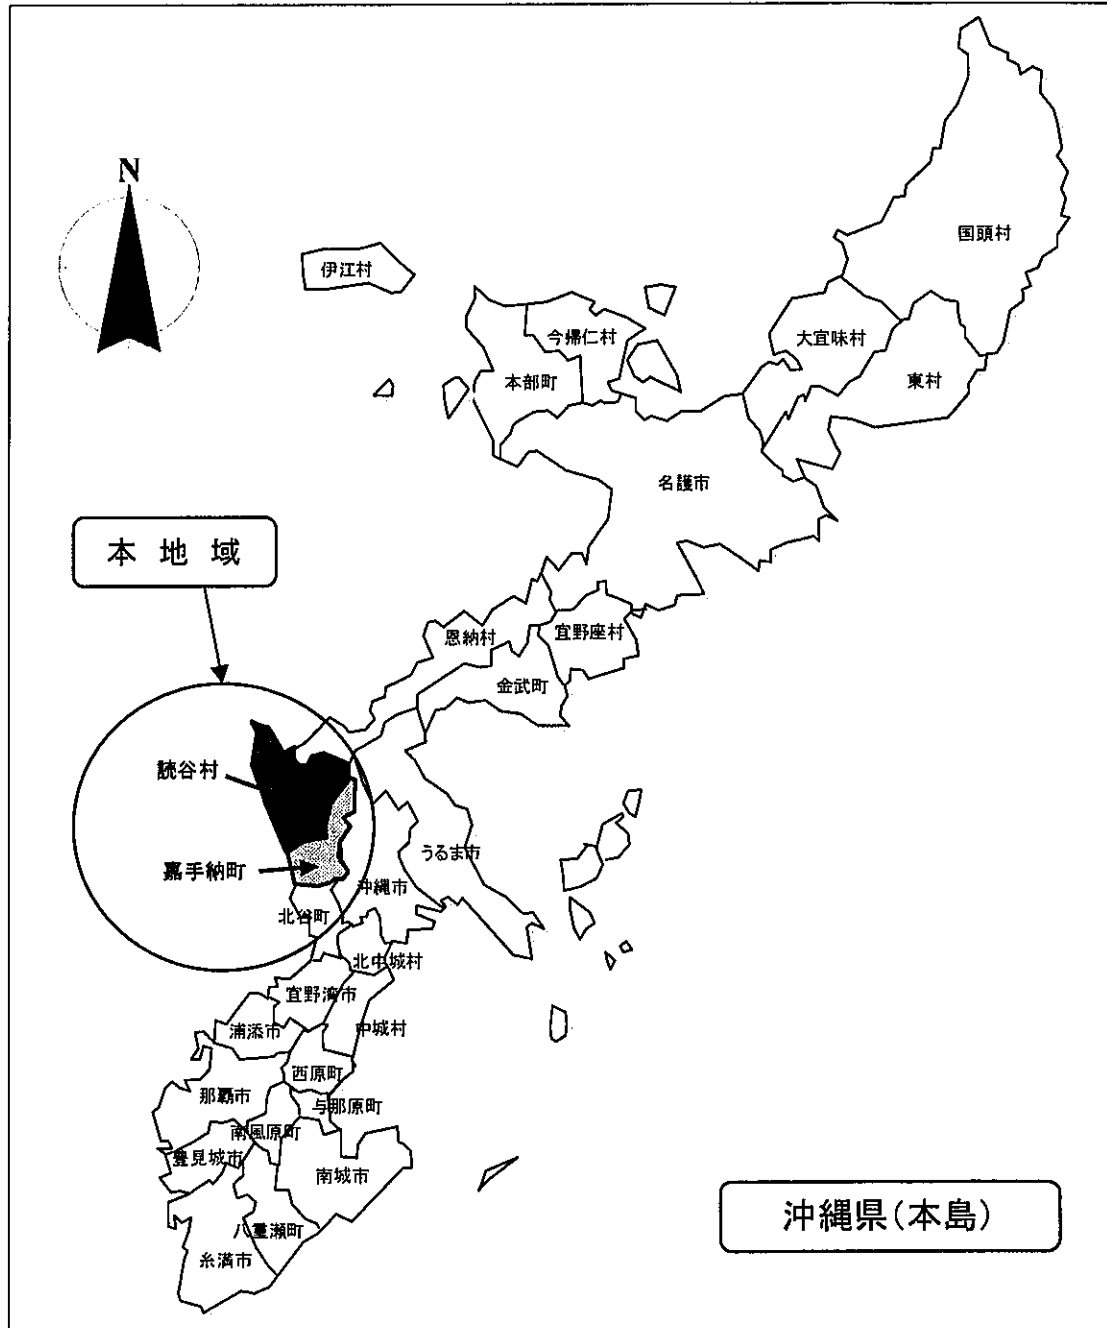 N
国頭村
伊江村
今帰仁村
大宜味村
本部町
東村
名護市
本地域
恩納村
宜野座村
金武町
読谷村
うるま市
嘉手納町
沖縄市
北谷町
北中城村
宜野湾市
浦添市
中城村
西原町
那覇市
与那原町
南風原町
豊見城市
南城市
沖縄県(本島)
八重瀬町
糸満市